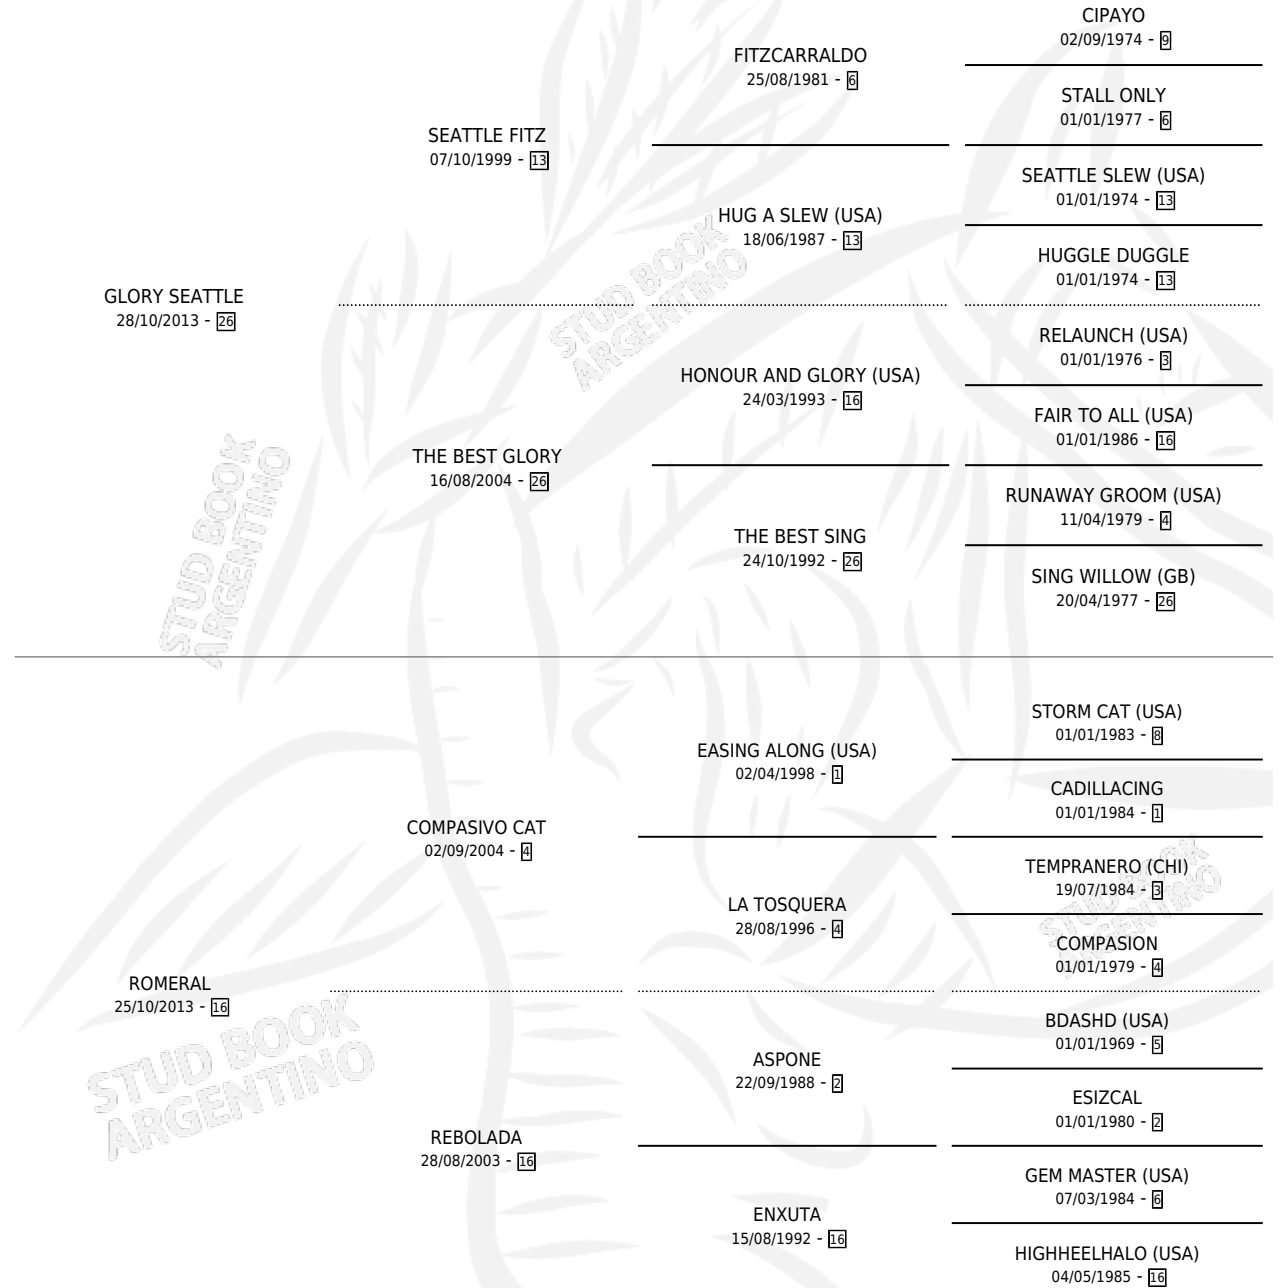 CIPAYO
02/09/1974 - 9
FITZCARRALDO
25/08/1981 - 6
STALL ONLY
01/01/1977 - 6
SEATTLE FITZ
07/10/1999 - 13
SEATTLE SLEW (USA)
01/01/1974 - 13
HUG A SLEW (USA)
18/06/1987 - 13
HUGGLE DUGGLE
01/01/1974 - 13
GLORY SEATTLE
28/10/2013 - 26
STUD BOOK
ARGENTINO
RELAUNCH (USA)
01/01/1976 - 3
HONOUR AND GLORY (USA)
24/03/1993 - 16
FAIR TO ALL (USA)
01/01/1986 - 16
THE BEST GLORY
16/08/2004 - 26
RUNAWAY GROOM (USA)
11/04/1979 - 4
THE BEST SING
24/10/1992 - 26
SING WILLOW (GB)
20/04/1977 - 26
STUD BOOK
ARGENTINO
STORM CAT (USA)
01/01/1983 - 8
EASING ALONG (USA)
02/04/1998 - 1
CADILLACING
01/01/1984 - 1
COMPASIVO CAT
02/09/2004 - 4
TEMPRANERO (CHI)
19/07/1984 - 3
LA TOSQUERA
28/08/1996 - 4
STUD BOOK
ARGENTINO
COMPASION
01/01/1979 - 4
ROMERAL
25/10/2013 - 16
STUD BOOK
ARGENTINO
BDASHD (USA)
01/01/1969 - 5
ASPONE
22/09/1988 - 2
ESIZCAL
01/01/1980 - 2
REBOLADA
28/08/2003 - 16
GEM MASTER (USA)
07/03/1984 - 6
ENXUTA
15/08/1992 - 16
HIGHHEELHALO (USA)
04/05/1985 - 16